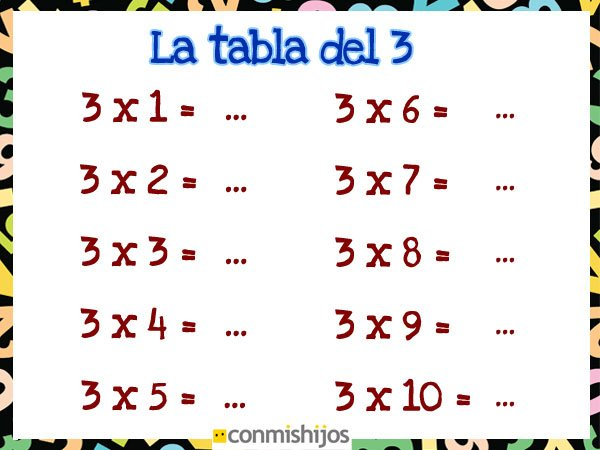 La tabla del 3
3 x 1 = ...
3 x 2 = ...
3 x 3 = ...
3 x 4 = ...
3 x 5 = ...
3 x 6 = ...
3 x 7 = ...
3 x 8 = ...
3 x 9 = ...
3 x 10 = ...
conmishijos